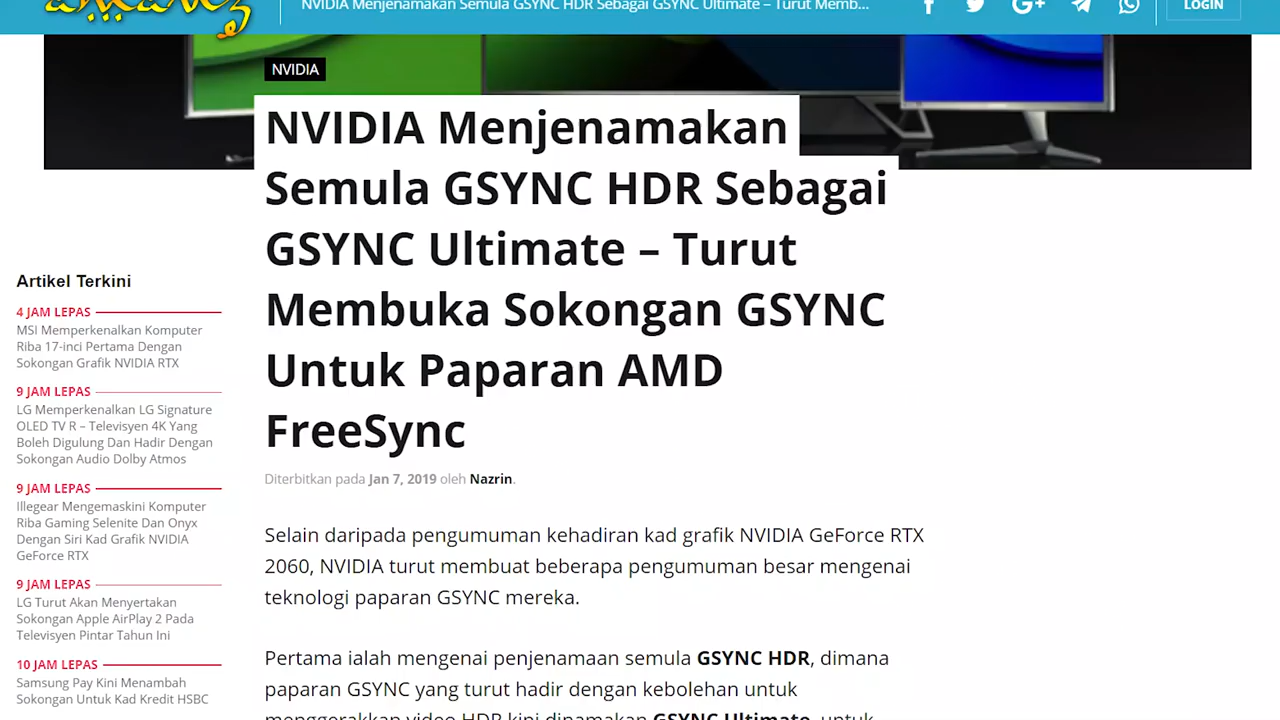 NVIDIA Menjenamakan Semula GSYNC HDR Sebagai GSYNC Ultimate – Turut Memb...
LOGIN
NVIDIA
NVIDIA Menjenamakan
Semula GSYNC HDR Sebagai
GSYNC Ultimate – Turut
Membuka Sokongan GSYNC
Untuk Paparan AMD
FreeSync
Diterbitkan pada Jan 7, 2019 oleh Nazrin.
Selain daripada pengumuman kehadiran kad grafik NVIDIA GeForce RTX
2060, NVIDIA turut membuat beberapa pengumuman besar mengenai
teknologi paparan GSYNC mereka.
Pertama ialah mengenai penjenamaan semula GSYNC HDR, dimana
paparan GSYNC yang turut hadir dengan kebolehan untuk
menggerakkan video HDR kini dinamakan GSYNC Ultimate, untuk
Artikel Terkini
4 JAM LEPAS
MSI Memperkenalkan Komputer
Riba 17-inci Pertama Dengan
Sokongan Grafik NVIDIA RTX
9 JAM LEPAS
LG Memperkenalkan LG Signature
OLED TV R – Televisyen 4K Yang
Boleh Digulung Dan Hadir Dengan
Sokongan Audio Dolby Atmos
9 JAM LEPAS
Illegear Mengemaskini Komputer
Riba Gaming Selenite Dan Onyx
Dengan Siri Kad Grafik NVIDIA
GeForce RTX
9 JAM LEPAS
LG Turut Akan Menyertakan
Sokongan Apple AirPlay 2 Pada
Televisyen Pintar Tahun Ini
10 JAM LEPAS
Samsung Pay Kini Menambah
Sokongan Untuk Kad Kredit HSBC